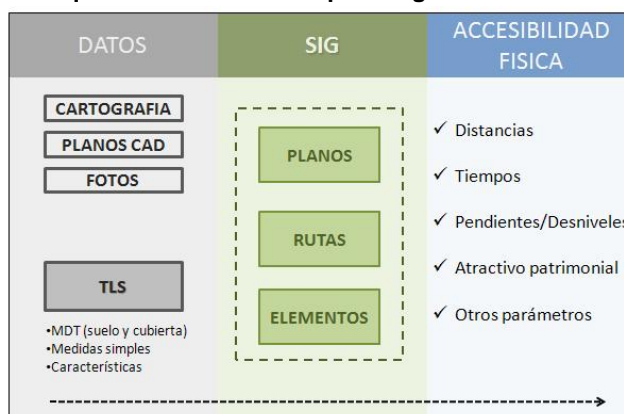 DATOS
CARTOGRAFIA
PLANOS CAD
FOTOS
TLS
•MDT (suelo y cubierta)
•Medidas simples
•Características
SIG
PLANOS
RUTAS
ELEMENTOS
ACCESIBILIDAD
FISICA
✓ Distancias
✓ Tiempos
✓ Pendientes/Desniveles
✓ Atractivo patrimonial
✓ Otros parámetros